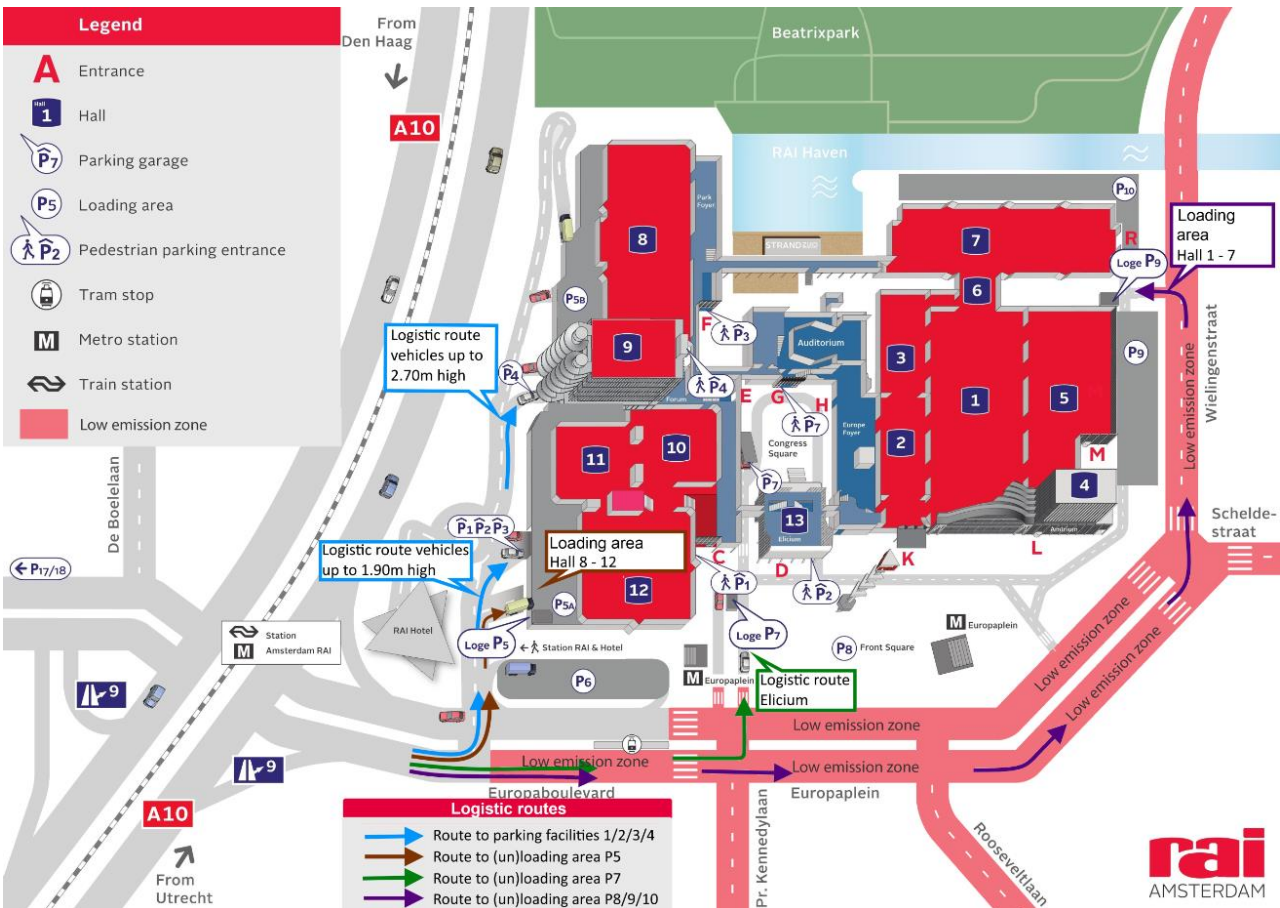 Legend
A Entrance
Hall 1 Hall
P7 Parking garage
P5 Loading area
P2 Pedestrian parking entrance
Tram stop
M Metro station
Train station
Low emission zone
From
Den Haag
A10
Beatrixpark
RAI Haven
STRANDZUID
Park
Foyer
8
7
6
P10
R
Loge P9
Loading
area
Hall 1 - 7
P5B
F
P3
9
P4
P4
Logistic route
vehicles up to
2.70m high
Auditorium
3
1
5
P9
Low emission zone
Wielingenstraat
Forum
E
G
H
P7
Europe
Foyer
Congress
Square
2
M
4
11
10
P7
13
Elicium
Amtrium
Schelde-
straat
De Boelelaan
P17/18
P1 P2 P3
Logistic route vehicles
up to 1.90m high
Loading area
Hall 8 - 12
C
D
K
L
P1
P2
12
P5A
RAI Hotel
Loge P5
Loge P7
Station
M Amsterdam RAI
Station RAI & Hotel
P8 Front Square
M Europaplein
P6
M Europaplein
Logistic route
Elicium
9
9
Low emission zone
Low emission zone
Low emission zone
Low emission zone
Low emission zone
Europaboulevard
Europaplein
A10
From
Utrecht
Pr. Kennedylaan
Rooseveltlaan
Logistic routes
Route to parking facilities 1/2/3/4
Route to (un)loading area P5
Route to (un)loading area P7
Route to (un)loading area P8/9/10
rai
AMSTERDAM